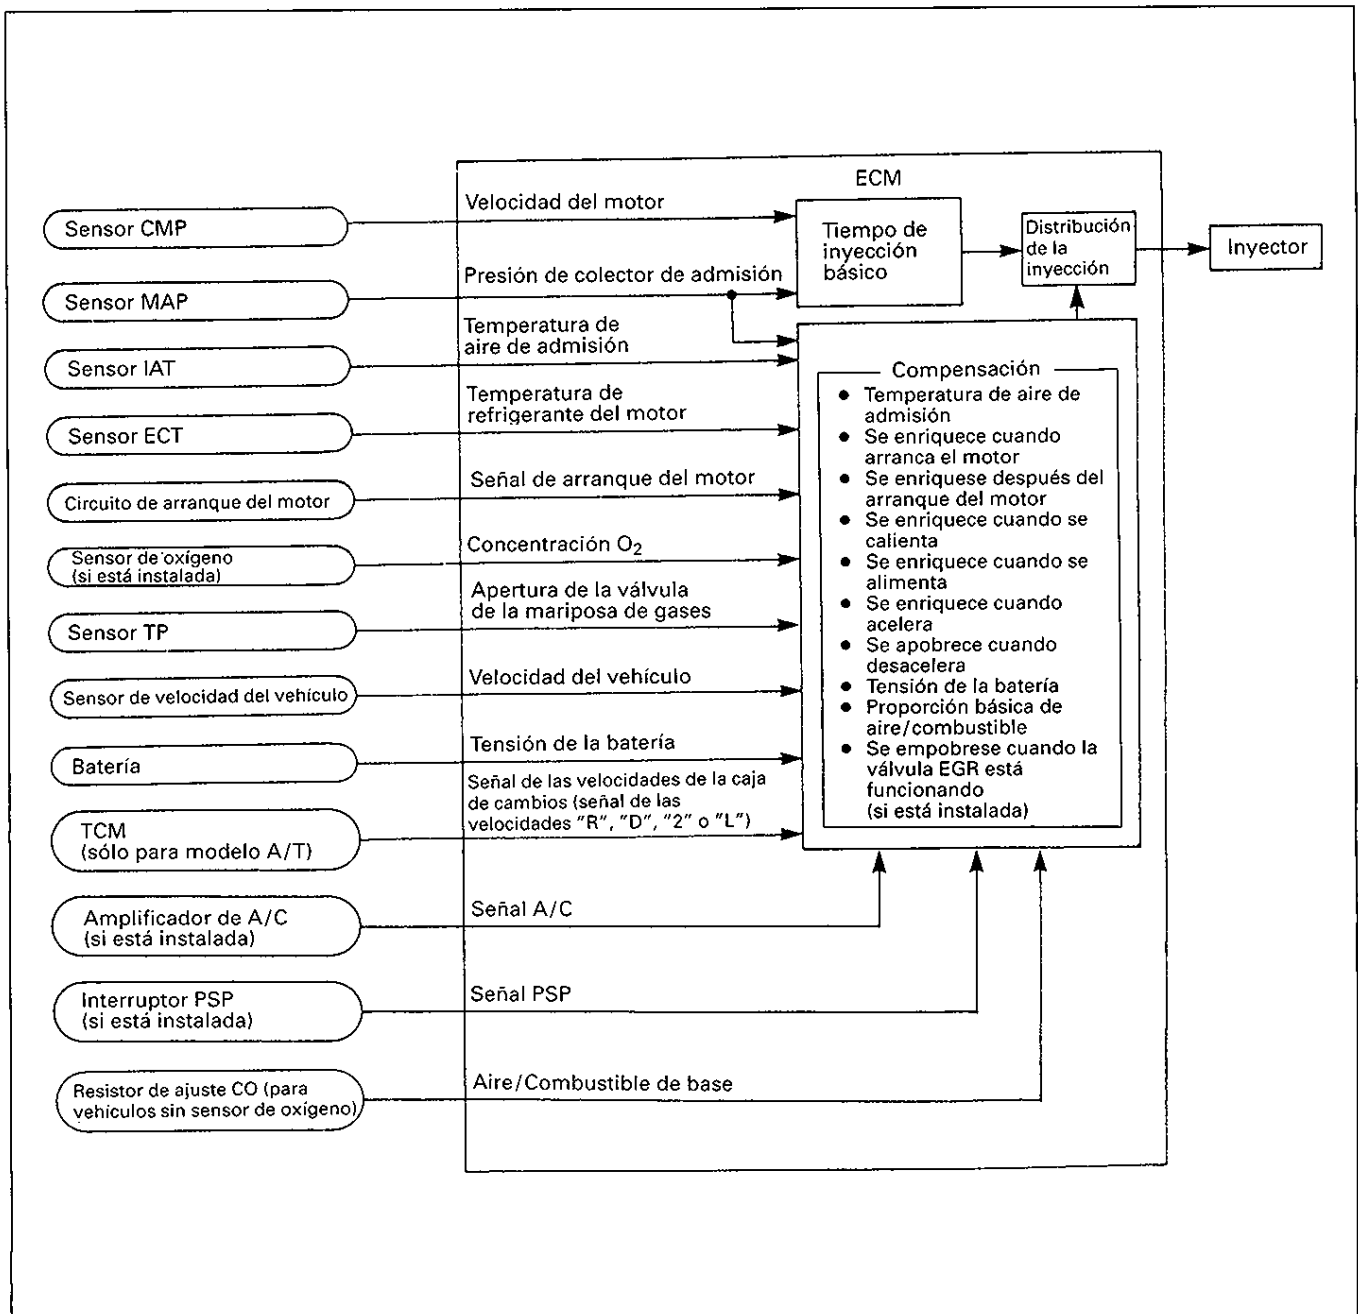 ECM
Sensor CMP
Velocidad del motor
Tiempo de
inyección
básico
Distribución
de la
inyección
Inyector
Sensor MAP
Presión de colector de admisión
Sensor IAT
Temperatura de
aire de admisión
Sensor ECT
Temperatura de
refrigerante del motor
Circuito de arranque del motor
Señal de arranque del motor
Sensor de oxígeno
(si está instalada)
Concentración O₂
Sensor TP
Apertura de la válvula
de la mariposa de gases
Sensor de velocidad del vehículo
Velocidad del vehículo
Batería
Tensión de la batería
TCM
(sólo para modelo A/T)
Señal de las velocidades de la caja
de cambios (señal de las
velocidades "R", "D", "2" o "L")
Amplificador de A/C
(si está instalada)
Señal A/C
Interruptor PSP
(si está instalada)
Señal PSP
Resistor de ajuste CO (para
vehículos sin sensor de oxígeno)
Aire/Combustible de base
Compensación
● Temperatura de aire de
admisión
● Se enriquece cuando
arranca el motor
● Se enriquese después del
arranque del motor
● Se enriquece cuando se
calienta
● Se enriquece cuando se
alimenta
● Se enriquece cuando
acelera
● Se apobrece cuando
desacelera
● Tensión de la batería
● Proporción básica de
aire/combustible
● Se empobrese cuando la
válvula EGR está
funcionando
(si está instalada)